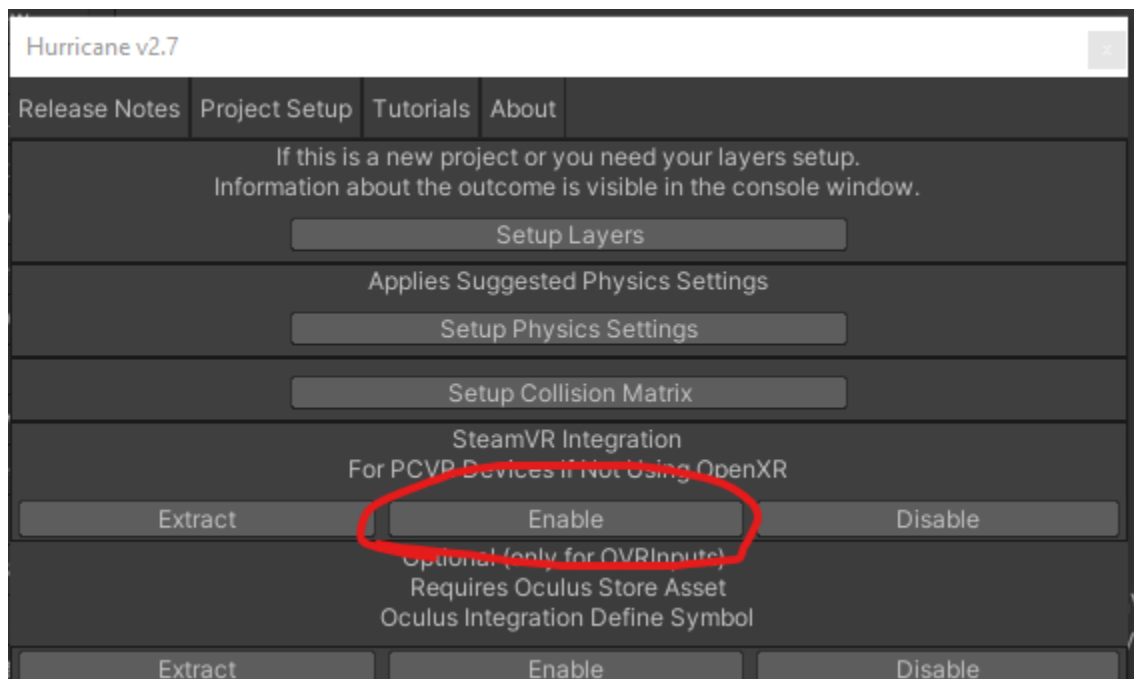 Hurricane v2.7
x
Release Notes Project Setup Tutorials About
If this is a new project or you need your layers setup.
Information about the outcome is visible in the console window.
Setup Layers
Applies Suggested Physics Settings
Setup Physics Settings
Setup Collision Matrix
SteamVR Integration
For PCVR Devices If Not Using OpenXR
Extract Enable Disable
Optional (only for OVRInputs)
Requires Oculus Store Asset
Oculus Integration Define Symbol
Extract Enable Disable